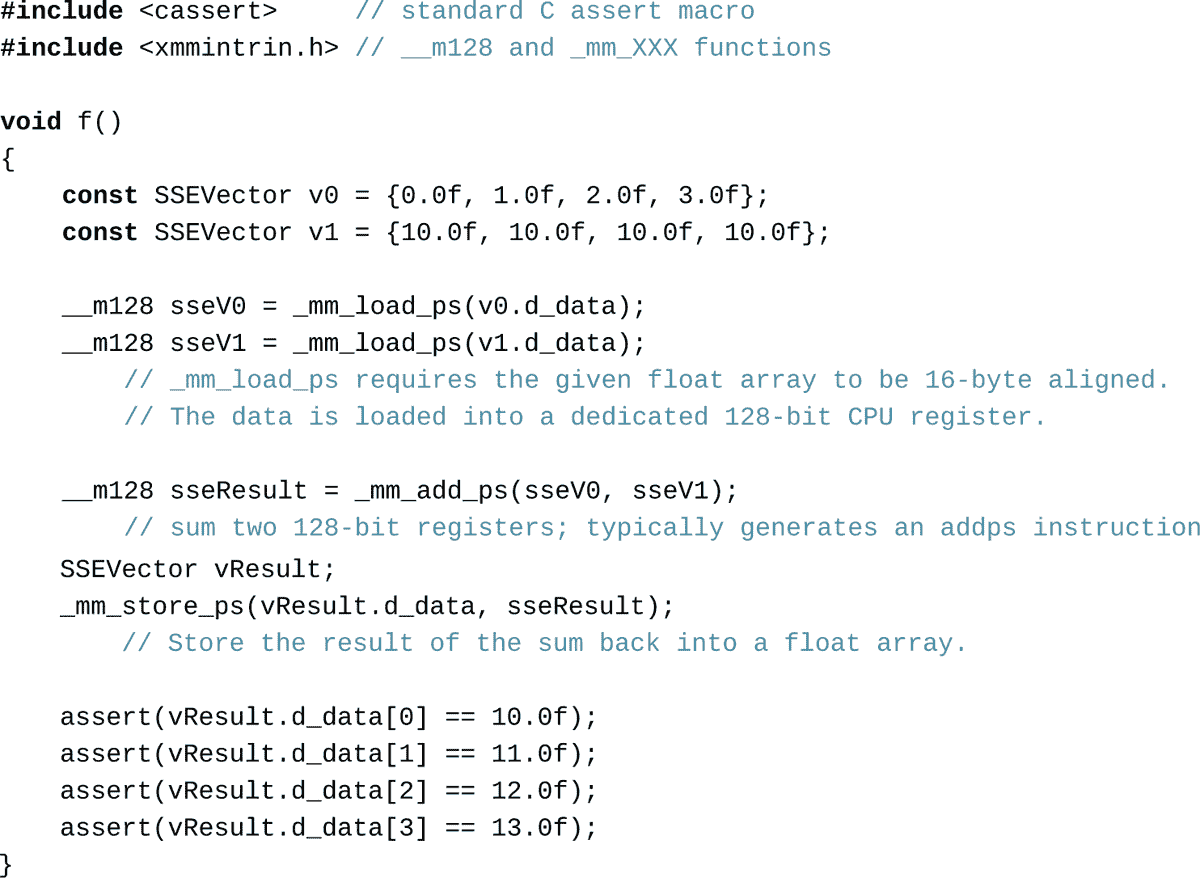 #include <cassert>     // standard C assert macro
#include <xmmintrin.h> // __m128 and _mm_XXX functions

void f()
{
    const SSEVector v0 = {0.0f, 1.0f, 2.0f, 3.0f};
    const SSEVector v1 = {10.0f, 10.0f, 10.0f, 10.0f};

    __m128 sseV0 = _mm_load_ps(v0.d_data);
    __m128 sseV1 = _mm_load_ps(v1.d_data);
        // _mm_load_ps requires the given float array to be 16-byte aligned.
        // The data is loaded into a dedicated 128-bit CPU register.

    __m128 sseResult = _mm_add_ps(sseV0, sseV1);
        // sum two 128-bit registers; typically generates an addps instruction
    SSEVector vResult;
    _mm_store_ps(vResult.d_data, sseResult);
        // Store the result of the sum back into a float array.

    assert(vResult.d_data[0] == 10.0f);
    assert(vResult.d_data[1] == 11.0f);
    assert(vResult.d_data[2] == 12.0f);
    assert(vResult.d_data[3] == 13.0f);
}